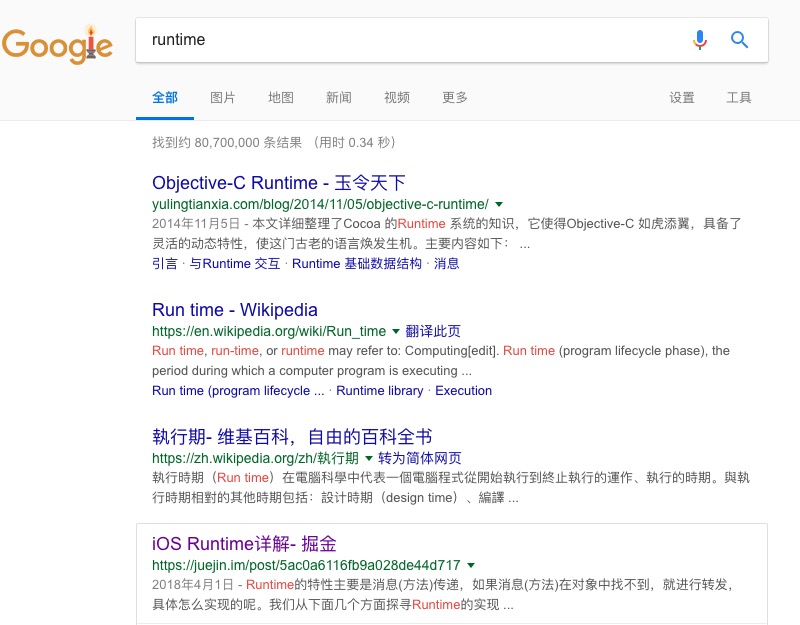 Google
runtime
全部 图片 地图 新闻 视频 更多 设置 工具
找到约 80,700,000 条结果 （用时 0.34 秒）
Objective-C Runtime - 玉令天下
yulingtianxia.com/blog/2014/11/05/objective-c-runtime/
2014年11月5日 - 本文详细整理了Cocoa 的Runtime 系统的知识，它使得Objective-C 如虎添翼，具备了
灵活的动态特性，使这门古老的语言焕发生机。主要内容如下： ...
引言 · 与Runtime 交互 · Runtime 基础数据结构 · 消息
Run time - Wikipedia
https://en.wikipedia.org/wiki/Run_time 翻译此页
Run time, run-time, or runtime may refer to: Computing[edit]. Run time (program lifecycle phase), the
period during which a computer program is executing ...
Run time (program lifecycle ... · Runtime library · Execution
執行期- 维基百科，自由的百科全书
https://zh.wikipedia.org/zh/執行期 转为简体网页
執行時期（Run time）在電腦科學中代表一個電腦程式從開始執行到終止執行的運作、執行的時期。與執
行時期相對的其他時期包括：設計時期（design time）、編譯 ...
iOS Runtime详解- 掘金
https://juejin.im/post/5ac0a6116fb9a028de44d717
2018年4月1日 - Runtime的特性主要是消息(方法)传递，如果消息(方法)在对象中找不到，就进行转发，
具体怎么实现的呢。我们从下面几个方面探寻Runtime的实现 ...